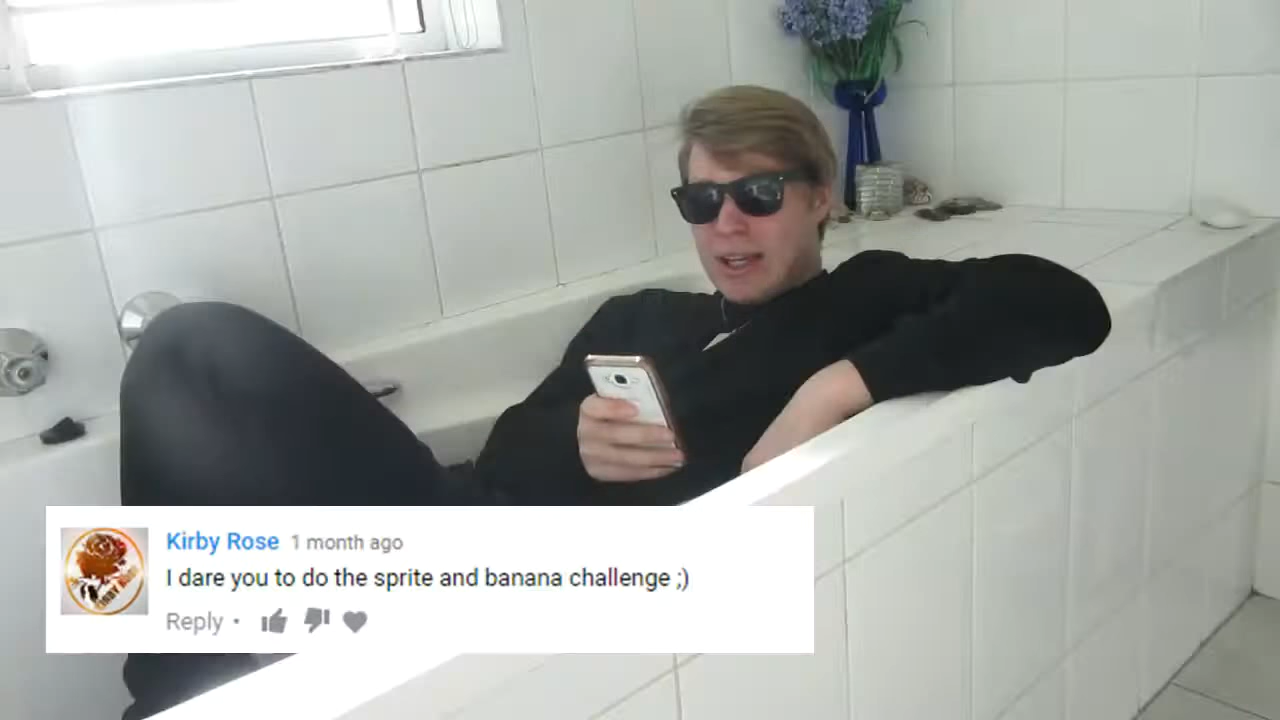 Kirby Rose 1 month ago
I dare you to do the sprite and banana challenge ;)
Reply •